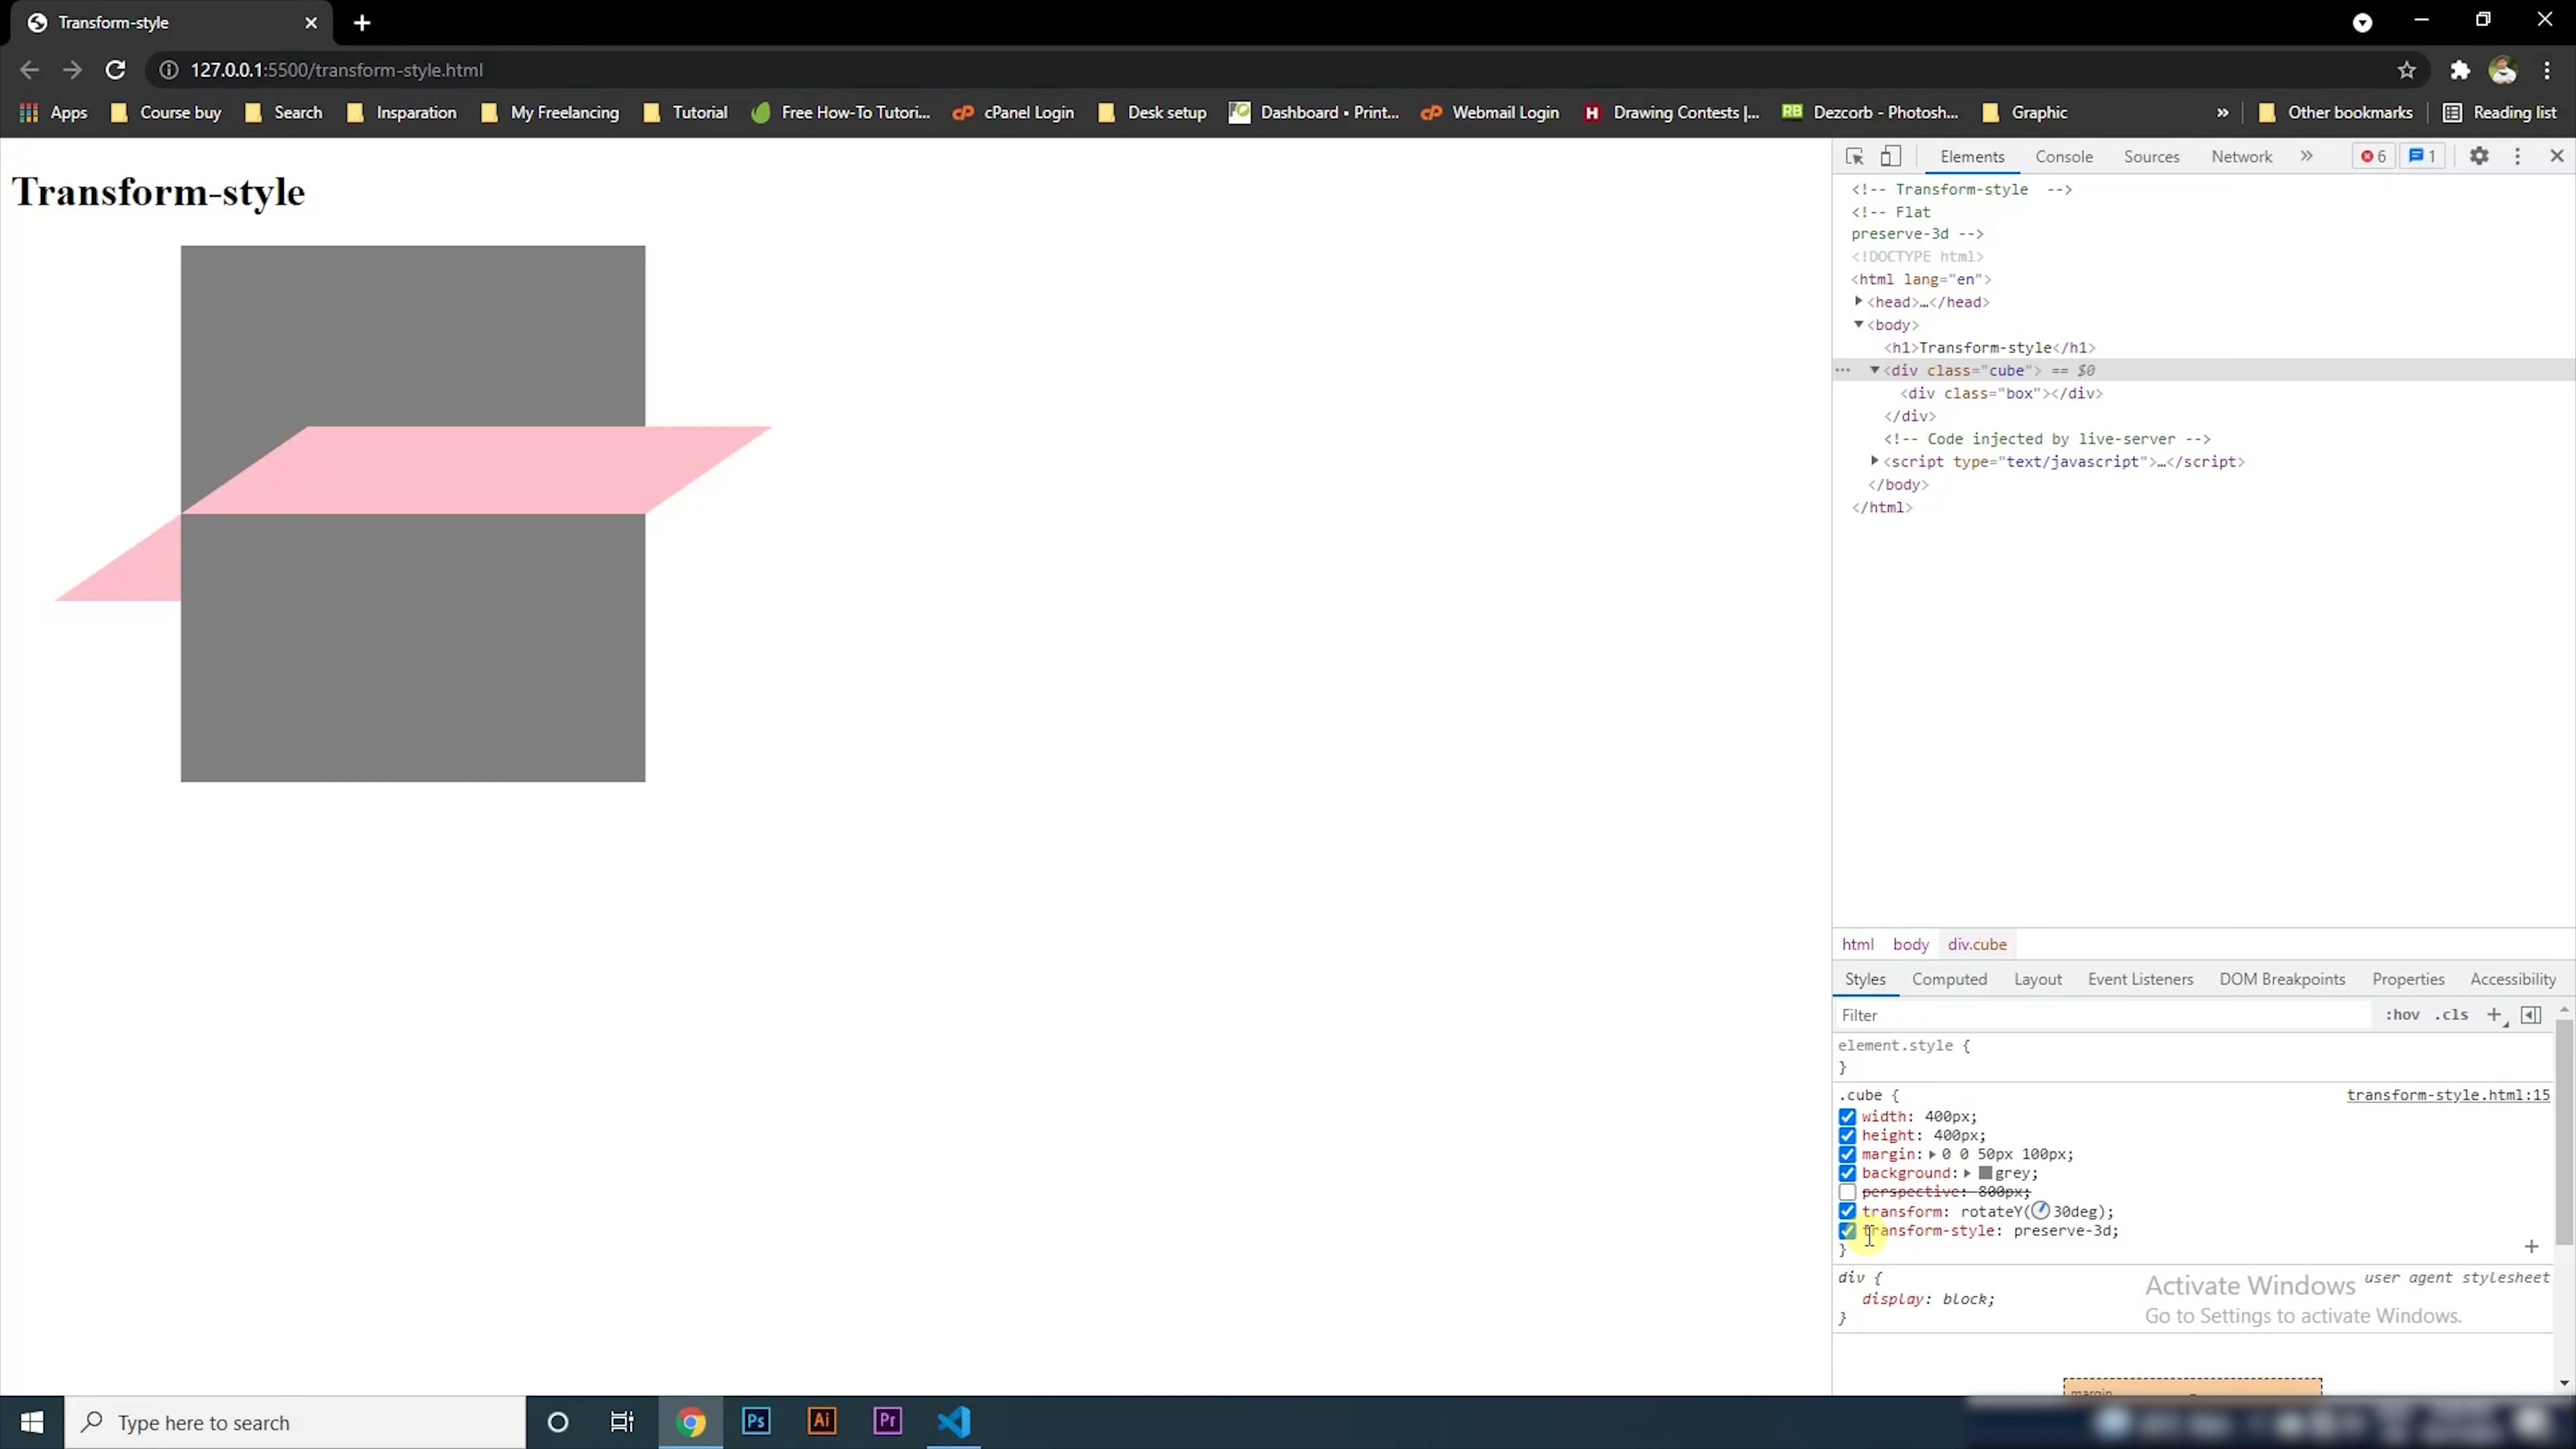 Transform-style
127.0.0.1:5500/transform-style.html
Apps Course buy Search Insparation My Freelancing Tutorial Free How-To Tutori... cPanel Login Desk setup Dashboard • Print... Webmail Login Drawing Contests |... Dezcorb - Photosh... Graphic » Other bookmarks Reading list
Transform-style
Elements Console Sources Network » 6 1
<!-- Transform-style -->
<!-- Flat
preserve-3d -->
<!DOCTYPE html>
<html lang="en">
<head>…</head>
<body>
<h1>Transform-style</h1>
<div class="cube"> == $0
<div class="box"></div>
</div>
<!-- Code injected by live-server -->
<script type="text/javascript">…</script>
</body>
</html>
html body div.cube
Styles Computed Layout Event Listeners DOM Breakpoints Properties Accessibility
Filter :hov .cls +
element.style {
}
.cube { transform-style.html:15
width: 400px;
height: 400px;
margin: 0 0 50px 100px;
background: grey;
perspective: 800px;
transform: rotateY(30deg);
transform-style: preserve-3d;
}
div { user agent stylesheet
display: block;
}
Activate Windows
Go to Settings to activate Windows.
margin
Type here to search Ps Ai Pr